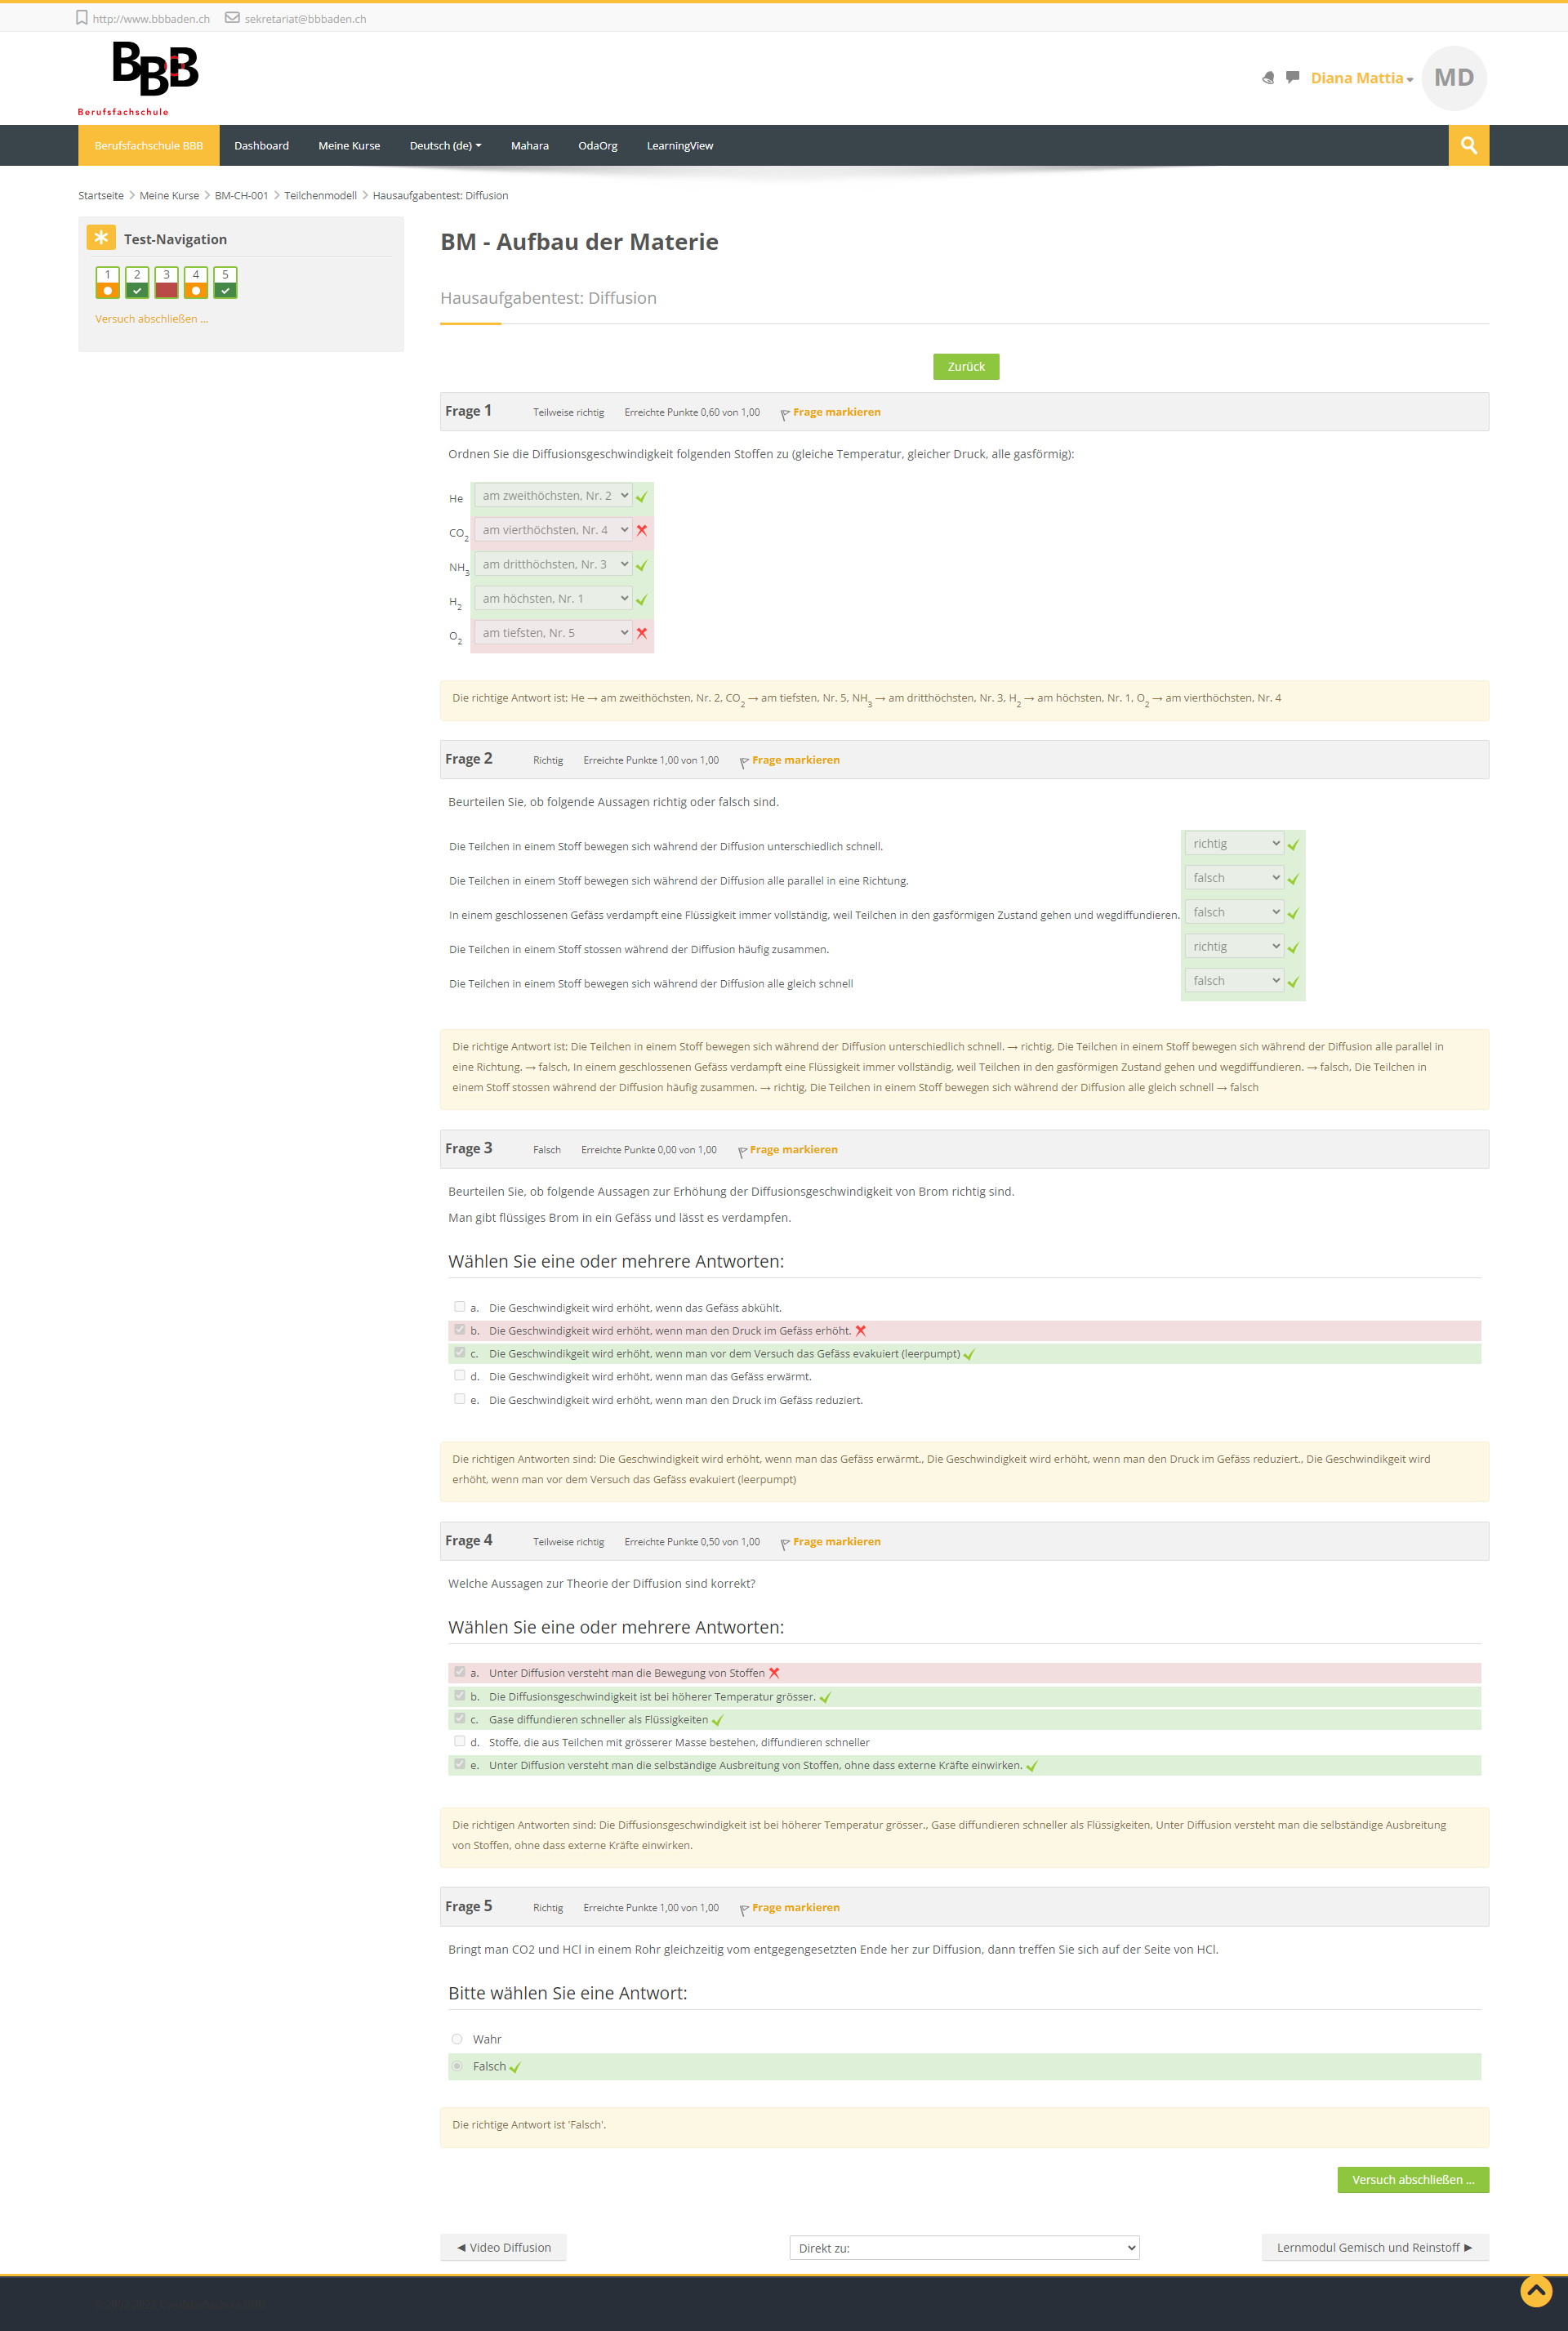 http://www.bbbaden.ch sekretariat@bbbaden.ch
BBB
Berufsfachschule
Diana Mattia MD
Berufsfachschule BBB Dashboard Meine Kurse Deutsch (de) Mahara OdaOrg LearningView
Startseite > Meine Kurse > BM-CH-001 > Teilchenmodell > Hausaufgabentest: Diffusion
Test-Navigation
1 2 3 4 5
Versuch abschließen ...
BM - Aufbau der Materie
Hausaufgabentest: Diffusion
Zurück
Frage 1 Teilweise richtig Erreichte Punkte 0,60 von 1,00 Frage markieren
Ordnen Sie die Diffusionsgeschwindigkeit folgenden Stoffen zu (gleiche Temperatur, gleicher Druck, alle gasförmig):
He am zweithöchsten, Nr. 2
CO2 am vierthöchsten, Nr. 4
NH3 am dritthöchsten, Nr. 3
H2 am höchsten, Nr. 1
O2 am tiefsten, Nr. 5
Die richtige Antwort ist: He → am zweithöchsten, Nr. 2, CO2 → am tiefsten, Nr. 5, NH3 → am dritthöchsten, Nr. 3, H2 → am höchsten, Nr. 1, O2 → am vierthöchsten, Nr. 4
Frage 2 Richtig Erreichte Punkte 1,00 von 1,00 Frage markieren
Beurteilen Sie, ob folgende Aussagen richtig oder falsch sind.
Die Teilchen in einem Stoff bewegen sich während der Diffusion unterschiedlich schnell. richtig
Die Teilchen in einem Stoff bewegen sich während der Diffusion alle parallel in eine Richtung. falsch
In einem geschlossenen Gefäss verdampft eine Flüssigkeit immer vollständig, weil Teilchen in den gasförmigen Zustand gehen und wegdiffundieren. falsch
Die Teilchen in einem Stoff stossen während der Diffusion häufig zusammen. richtig
Die Teilchen in einem Stoff bewegen sich während der Diffusion alle gleich schnell falsch
Die richtige Antwort ist: Die Teilchen in einem Stoff bewegen sich während der Diffusion unterschiedlich schnell. → richtig, Die Teilchen in einem Stoff bewegen sich während der Diffusion alle parallel in
eine Richtung. → falsch, In einem geschlossenen Gefäss verdampft eine Flüssigkeit immer vollständig, weil Teilchen in den gasförmigen Zustand gehen und wegdiffundieren. → falsch, Die Teilchen in
einem Stoff stossen während der Diffusion häufig zusammen. → richtig, Die Teilchen in einem Stoff bewegen sich während der Diffusion alle gleich schnell → falsch
Frage 3 Falsch Erreichte Punkte 0,00 von 1,00 Frage markieren
Beurteilen Sie, ob folgende Aussagen zur Erhöhung der Diffusionsgeschwindigkeit von Brom richtig sind.
Man gibt flüssiges Brom in ein Gefäss und lässt es verdampfen.
Wählen Sie eine oder mehrere Antworten:
a. Die Geschwindigkeit wird erhöht, wenn das Gefäss abkühlt.
b. Die Geschwindigkeit wird erhöht, wenn man den Druck im Gefäss erhöht.
c. Die Geschwindikgeit wird erhöht, wenn man vor dem Versuch das Gefäss evakuiert (leerpumpt)
d. Die Geschwindigkeit wird erhöht, wenn man das Gefäss erwärmt.
e. Die Geschwindigkeit wird erhöht, wenn man den Druck im Gefäss reduziert.
Die richtigen Antworten sind: Die Geschwindigkeit wird erhöht, wenn man das Gefäss erwärmt., Die Geschwindigkeit wird erhöht, wenn man den Druck im Gefäss reduziert., Die Geschwindikgeit wird
erhöht, wenn man vor dem Versuch das Gefäss evakuiert (leerpumpt)
Frage 4 Teilweise richtig Erreichte Punkte 0,50 von 1,00 Frage markieren
Welche Aussagen zur Theorie der Diffusion sind korrekt?
Wählen Sie eine oder mehrere Antworten:
a. Unter Diffusion versteht man die Bewegung von Stoffen
b. Die Diffusionsgeschwindigkeit ist bei höherer Temperatur grösser.
c. Gase diffundieren schneller als Flüssigkeiten
d. Stoffe, die aus Teilchen mit grösserer Masse bestehen, diffundieren schneller
e. Unter Diffusion versteht man die selbständige Ausbreitung von Stoffen, ohne dass externe Kräfte einwirken.
Die richtigen Antworten sind: Die Diffusionsgeschwindigkeit ist bei höherer Temperatur grösser., Gase diffundieren schneller als Flüssigkeiten, Unter Diffusion versteht man die selbständige Ausbreitung
von Stoffen, ohne dass externe Kräfte einwirken.
Frage 5 Richtig Erreichte Punkte 1,00 von 1,00 Frage markieren
Bringt man CO2 und HCl in einem Rohr gleichzeitig vom entgegengesetzten Ende her zur Diffusion, dann treffen Sie sich auf der Seite von HCl.
Bitte wählen Sie eine Antwort:
Wahr
Falsch
Die richtige Antwort ist 'Falsch'.
Versuch abschließen ...
◄ Video Diffusion Direkt zu: Lernmodul Gemisch und Reinstoff ►